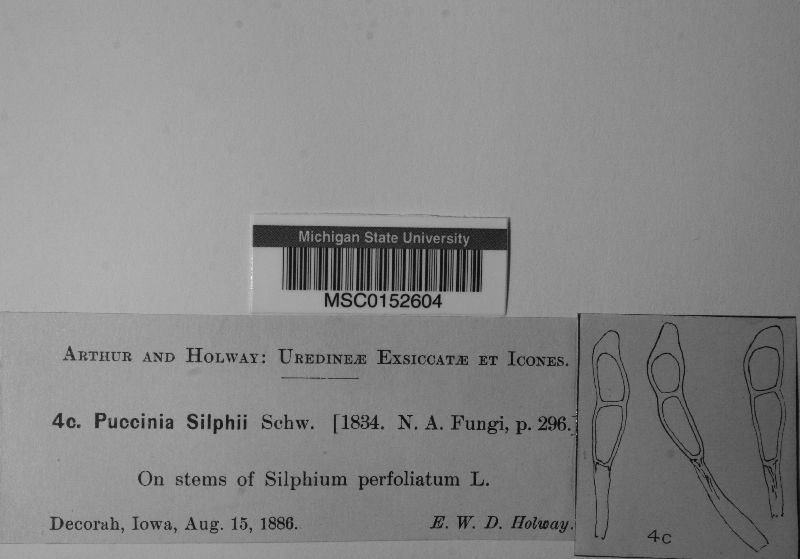 Michigan State University
MSC0152604
Arthur and Holway: Uredineæ Exsiccatæ et Icones.
4c. Puccinia Silphii Schw. [1834. N. A. Fungi, p. 296.
On stems of Silphium perfoliatum L.
Decorah, Iowa, Aug. 15, 1886. E. W. D. Holway.
4c